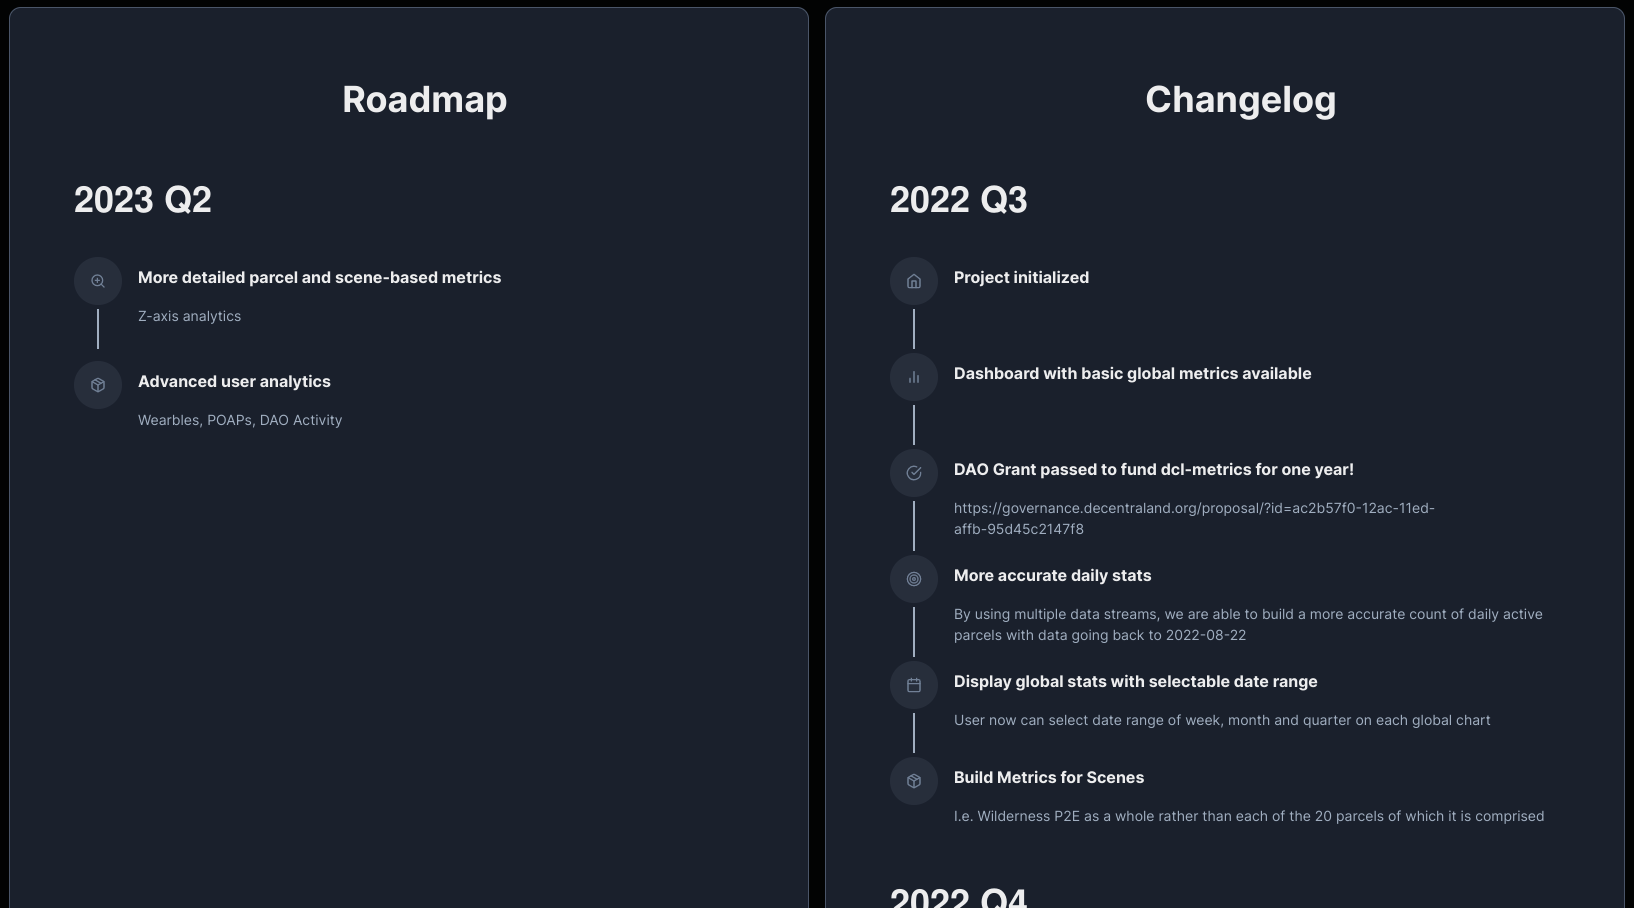 Roadmap
2023 Q2
More detailed parcel and scene-based metrics
Z-axis analytics
Advanced user analytics
Wearbles, POAPs, DAO Activity
Changelog
2022 Q3
Project initialized
Dashboard with basic global metrics available
DAO Grant passed to fund dcl-metrics for one year!
https://governance.decentraland.org/proposal/?id=ac2b57f0-12ac-11ed-
affb-95d45c2147f8
More accurate daily stats
By using multiple data streams, we are able to build a more accurate count of daily active
parcels with data going back to 2022-08-22
Display global stats with selectable date range
User now can select date range of week, month and quarter on each global chart
Build Metrics for Scenes
I.e. Wilderness P2E as a whole rather than each of the 20 parcels of which it is comprised
2022 Q4